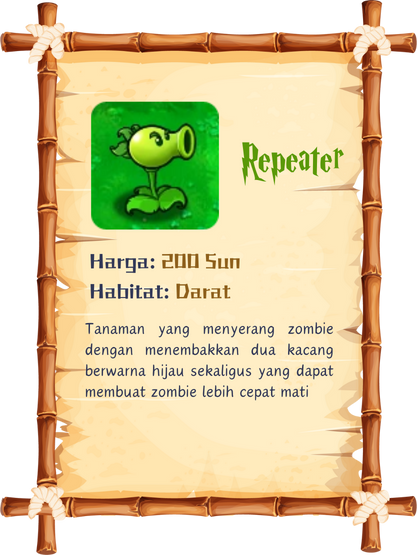 Repeater
Harga: 200 Sun
Habitat: Darat
Tanaman yang menyerang zombie
dengan menembakkan dua kacang
berwarna hijau sekaligus yang dapat
membuat zombie lebih cepat mati